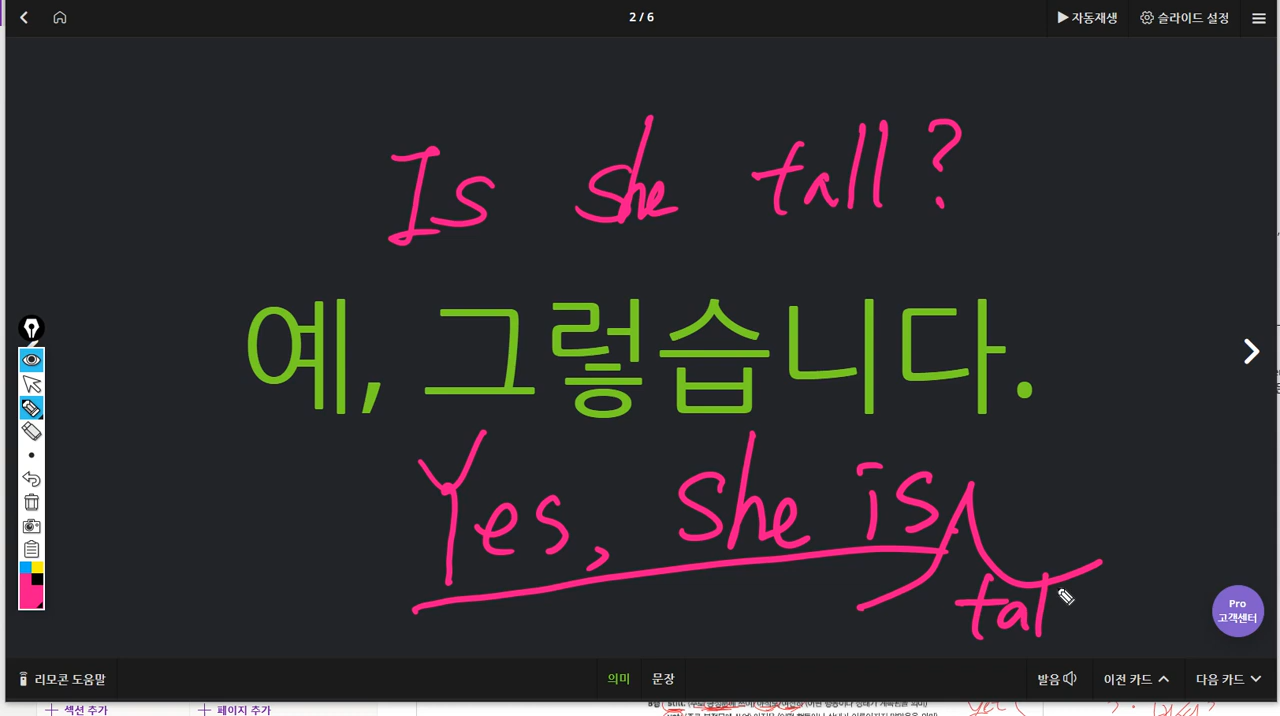 2 / 6
자동재생
슬라이드 설정
Is she tall?
예, 그렇습니다.
Yes, she is
tal
Pro
고객센터
리모콘 도움말
의미
문장
발음
이전 카드
다음 카드
섹션 추가
페이지 추가